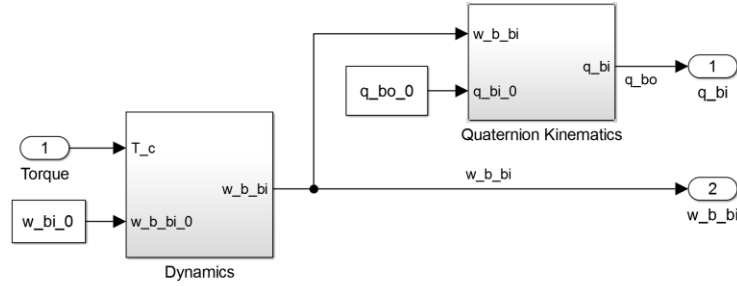 w_b_bi
q_bi
q_bo_0
q_bi_0
q_bo
1
q_bi
Quaternion Kinematics
1
Torque
T_c
w_b_bi
w_b_bi
2
w_b_bi
w_bi_0
w_b_bi_0
Dynamics